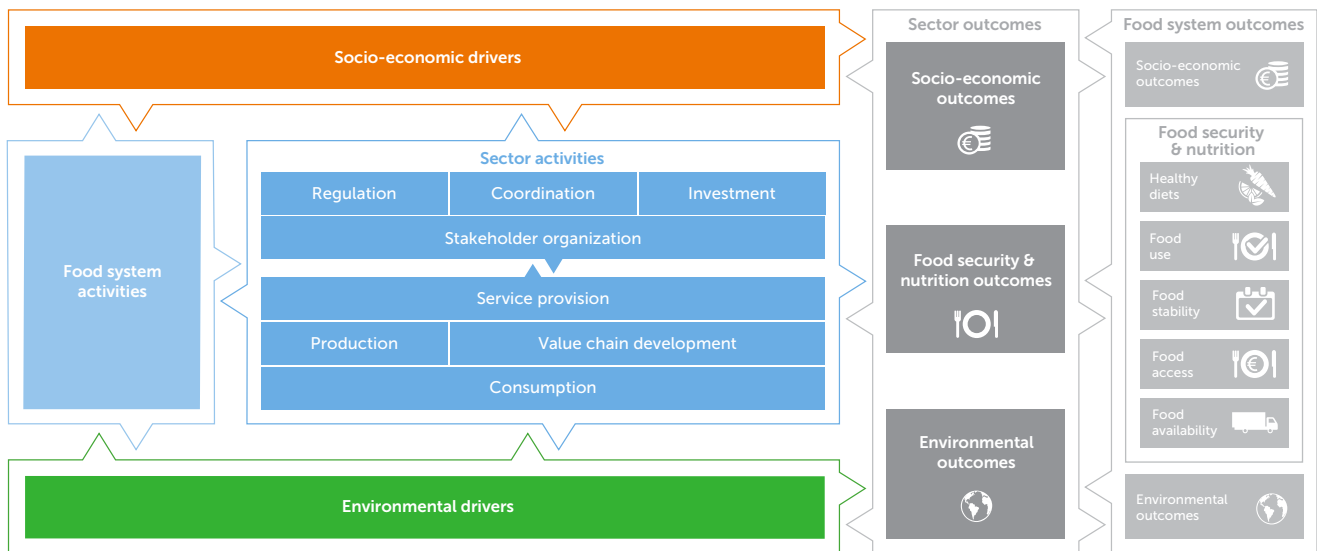 Socio-economic drivers
Food system
activities
Sector activities
Regulation
Coordination
Investment
Stakeholder organization
Service provision
Production
Value chain development
Consumption
Environmental drivers
Sector outcomes
Socio-economic
outcomes
€
Food security &
nutrition outcomes
Environmental
outcomes
Food system outcomes
Socio-economic
outcomes
€
Food security
& nutrition
Healthy
diets
Food
use
Food
stability
Food
access
€
Food
availability
Environmental
outcomes